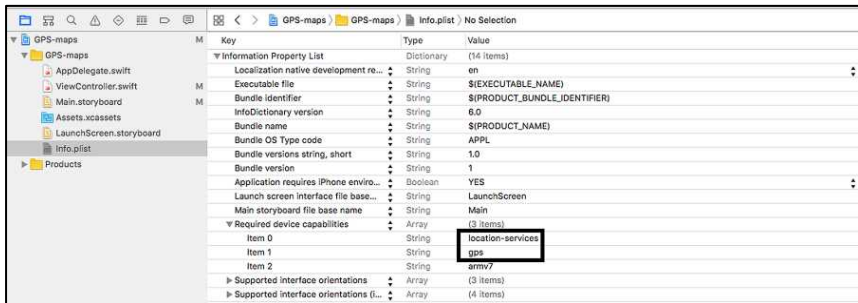 GPS-maps > GPS-maps > Info.plist > No Selection
GPS-maps M
GPS-maps
AppDelegate.swift
ViewController.swift M
Main.storyboard M
Assets.xcassets
LaunchScreen.storyboard
Info.plist
Products
Key Type Value
Information Property List Dictionary (14 items)
Localization native development re... String en
Executable file String $(EXECUTABLE_NAME)
Bundle identifier String $(PRODUCT_BUNDLE_IDENTIFIER)
InfoDictionary version String 6.0
Bundle name String $(PRODUCT_NAME)
Bundle OS Type code String APPL
Bundle versions string, short String 1.0
Bundle version String 1
Application requires iPhone enviro... Boolean YES
Launch screen interface file base... String LaunchScreen
Main storyboard file base name String Main
Required device capabilities Array (3 items)
Item 0 String location-services
Item 1 String gps
Item 2 String armv7
Supported interface orientations Array (3 items)
Supported interface orientations (i... Array (4 items)